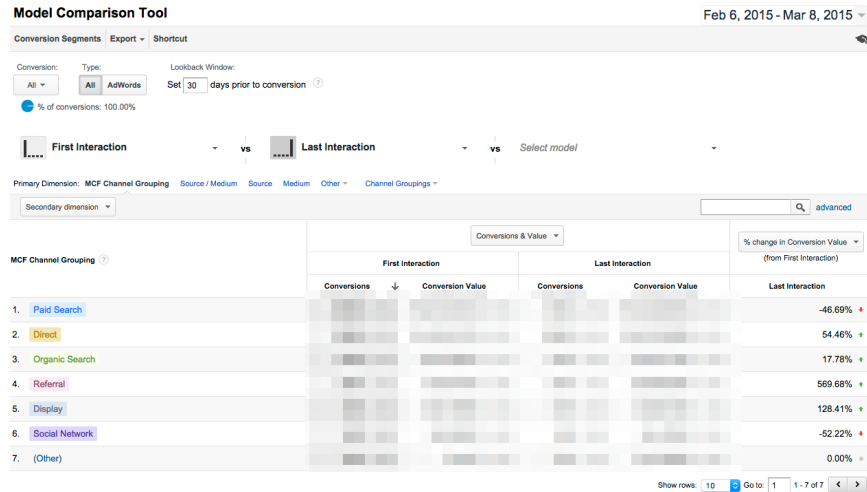 Model Comparison Tool
Feb 6, 2015 - Mar 8, 2015
Conversion Segments Export Shortcut
Conversion: Type: Lookback Window:
All All AdWords Set 30 days prior to conversion ?
% of conversions: 100.00%
First Interaction vs Last Interaction vs Select model
Primary Dimension: MCF Channel Grouping Source / Medium Source Medium Other Channel Groupings
Secondary dimension advanced
Conversions & Value % change in Conversion Value
MCF Channel Grouping ? First Interaction Last Interaction (from First Interaction)
Conversions Conversion Value Conversions Conversion Value Last Interaction
1. Paid Search -46.69%
2. Direct 54.46%
3. Organic Search 17.78%
4. Referral 569.68%
5. Display 128.41%
6. Social Network -52.22%
7. (Other) 0.00%
Show rows: 10 Go to: 1 1 - 7 of 7